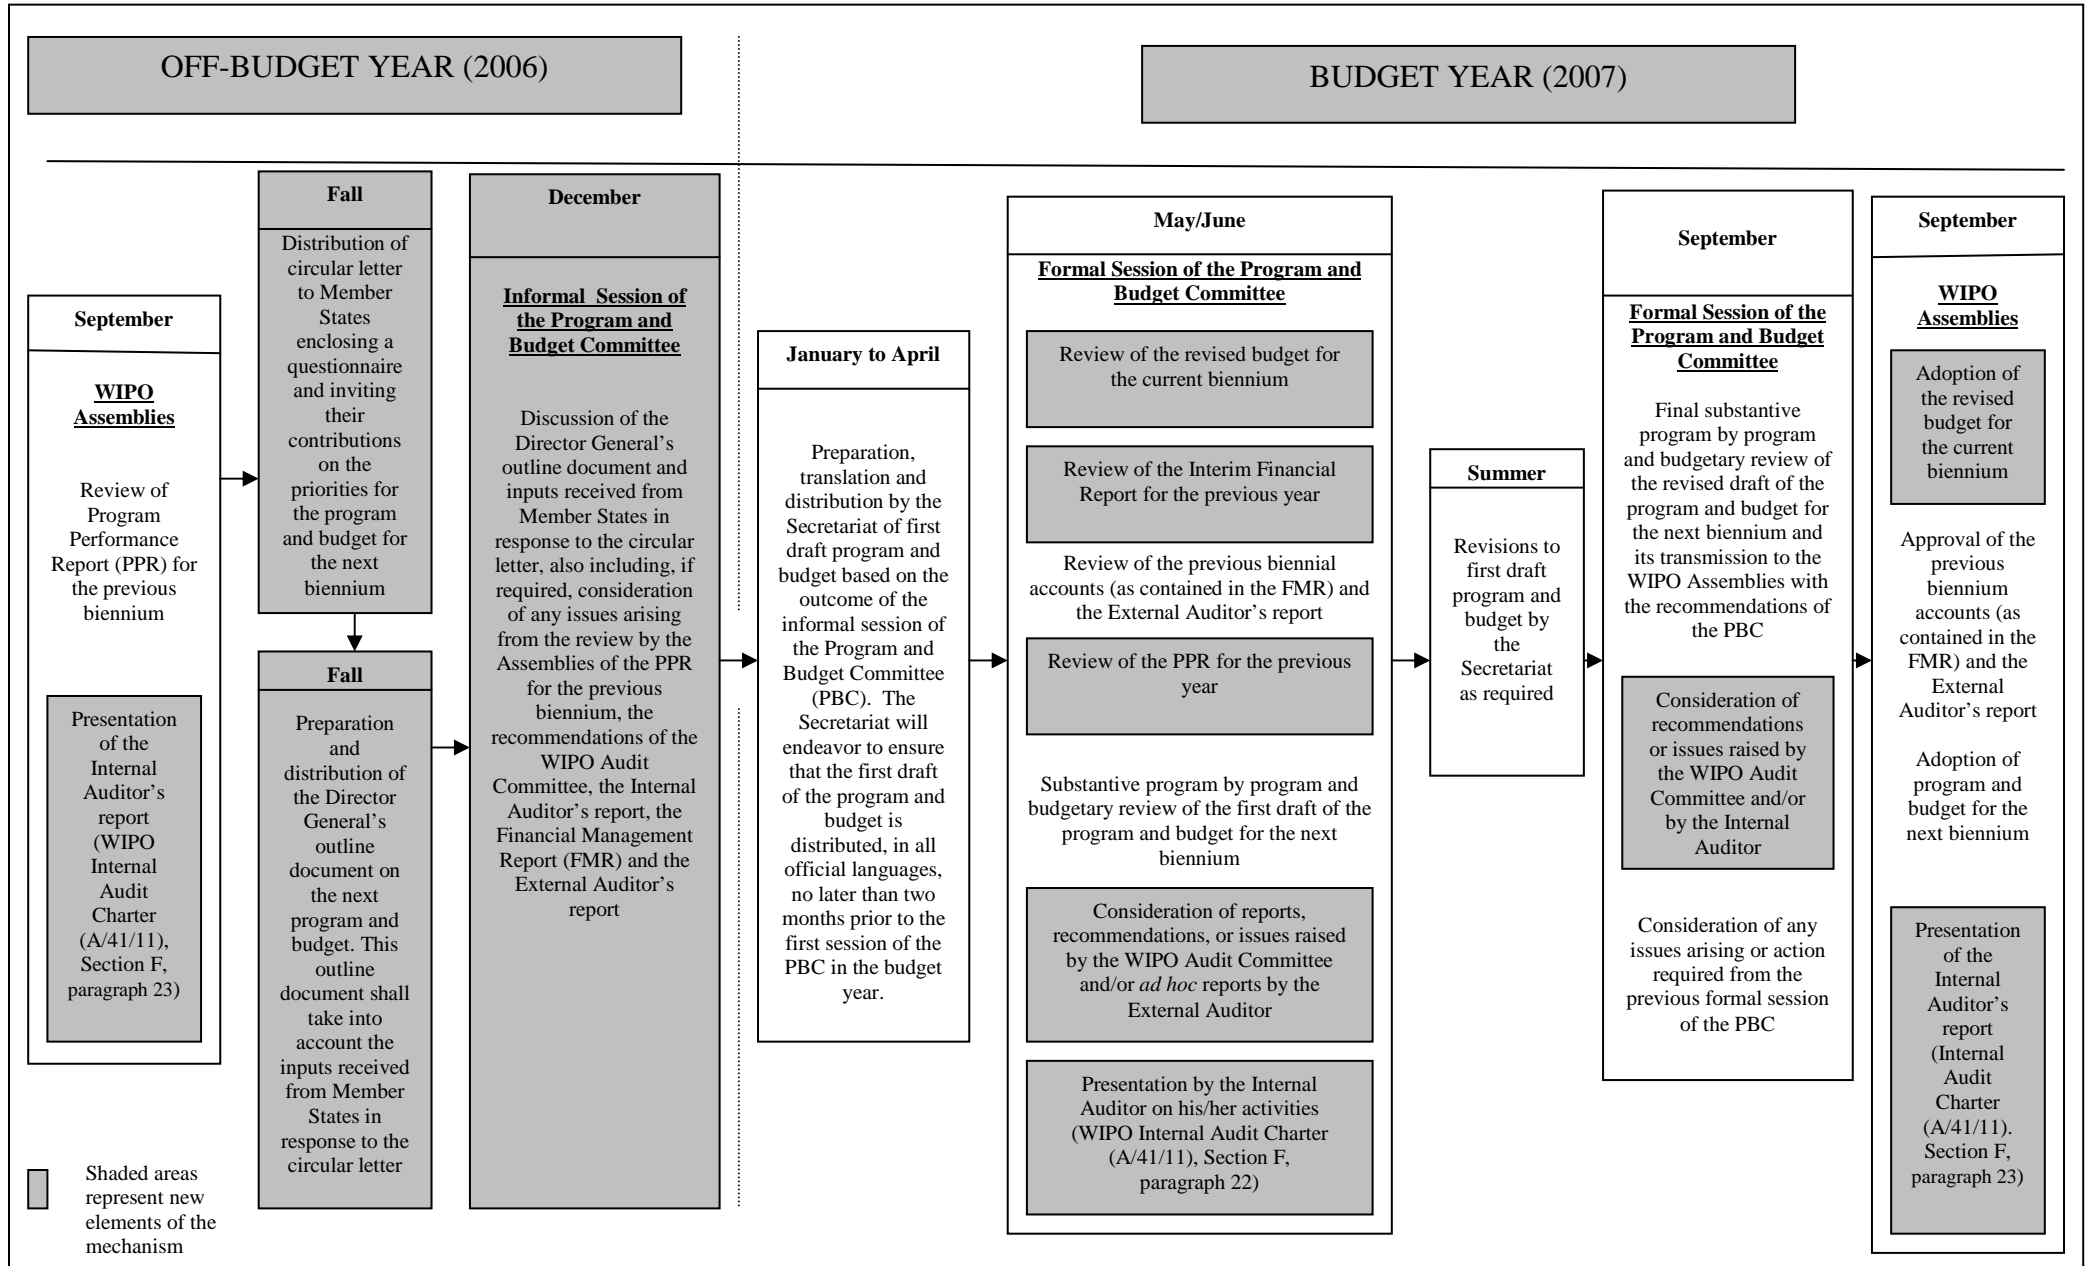 OFF-BUDGET YEAR (2006)
BUDGET YEAR (2007)
September
WIPO
Assemblies
Review of
Program
Performance
Report (PPR) for
the previous
biennium
Presentation
of the
Internal
Auditor's
report
(WIPO
Internal
Audit
Charter
(A/41/11),
Section F,
paragraph 23)
Fall
Distribution of
circular letter
to Member
States
enclosing a
questionnaire
and inviting
their
contributions
on the
priorities for
the program
and budget for
the next
biennium
Fall
Preparation
and
distribution of
the Director
General's
outline
document on
the next
program and
budget. This
outline
document shall
take into
account the
inputs received
from Member
States in
response to the
circular letter
December
Informal Session of
the Program and
Budget Committee
Discussion of the
Director General's
outline document and
inputs received from
Member States in
response to the circular
letter, also including, if
required, consideration
of any issues arising
from the review by the
Assemblies of the PPR
for the previous
biennium, the
recommendations of the
WIPO Audit
Committee, the Internal
Auditor's report, the
Financial Management
Report (FMR) and the
External Auditor's
report
January to April
Preparation,
translation and
distribution by the
Secretariat of first
draft program and
budget based on the
outcome of the
informal session of
the Program and
Budget Committee
(PBC). The
Secretariat will
endeavor to ensure
that the first draft
of the program and
budget is
distributed, in all
official languages,
no later than two
months prior to the
first session of the
PBC in the budget
year.
May/June
Formal Session of the Program and
Budget Committee
Review of the revised budget for
the current biennium
Review of the Interim Financial
Report for the previous year
Review of the previous biennial
accounts (as contained in the FMR) and
the External Auditor's report
Review of the PPR for the previous
year
Substantive program by program and
budgetary review of the first draft of the
program and budget for the next
biennium
Consideration of reports,
recommendations, or issues raised
by the WIPO Audit Committee
and/or ad hoc reports by the
External Auditor
Presentation by the Internal
Auditor on his/her activities
(WIPO Internal Audit Charter
(A/41/11), Section F,
paragraph 22)
Summer
Revisions to
first draft
program and
budget by
the
Secretariat
as required
September
Formal Session of the
Program and Budget
Committee
Final substantive
program by program
and budgetary review of
the revised draft of the
program and budget for
the next biennium and
its transmission to the
WIPO Assemblies with
the recommendations of
the PBC
Consideration of
recommendations
or issues raised by
the WIPO Audit
Committee and/or
by the Internal
Auditor
Consideration of any
issues arising or action
required from the
previous formal session
of the PBC
September
WIPO
Assemblies
Adoption of
the revised
budget for
the current
biennium
Approval of the
previous
biennium
accounts (as
contained in the
FMR) and the
External
Auditor's report
Adoption of
program and
budget for the
next biennium
Presentation
of the
Internal
Auditor's
report
(Internal
Audit
Charter
(A/41/11).
Section F,
paragraph 23)
Shaded areas
represent new
elements of the
mechanism